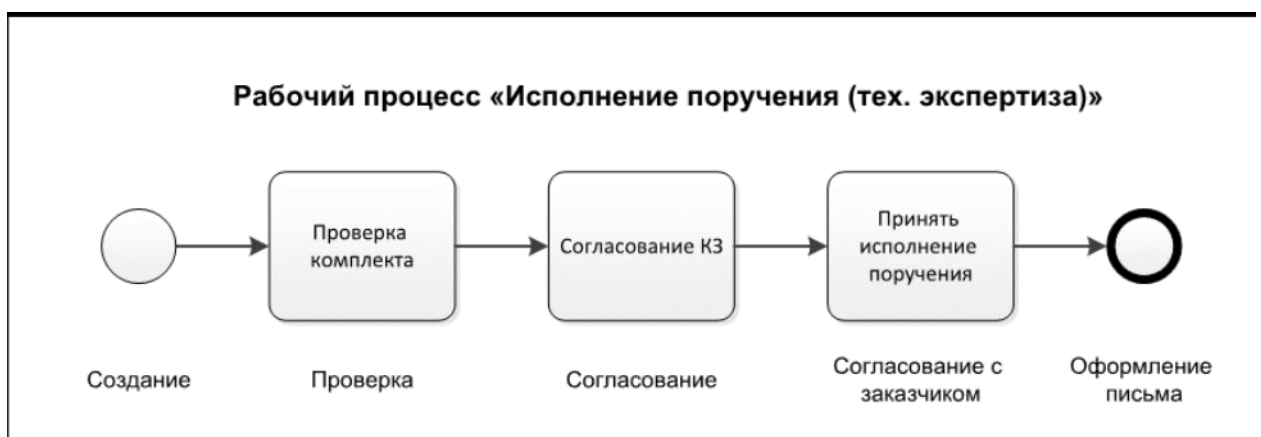 Рабочий процесс «Исполнение поручения (тех. экспертиза)»
Проверка
комплекта
Согласование КЗ
Принять
исполнение
поручения
Создание
Проверка
Согласование
Согласование с
заказчиком
Оформление
письма